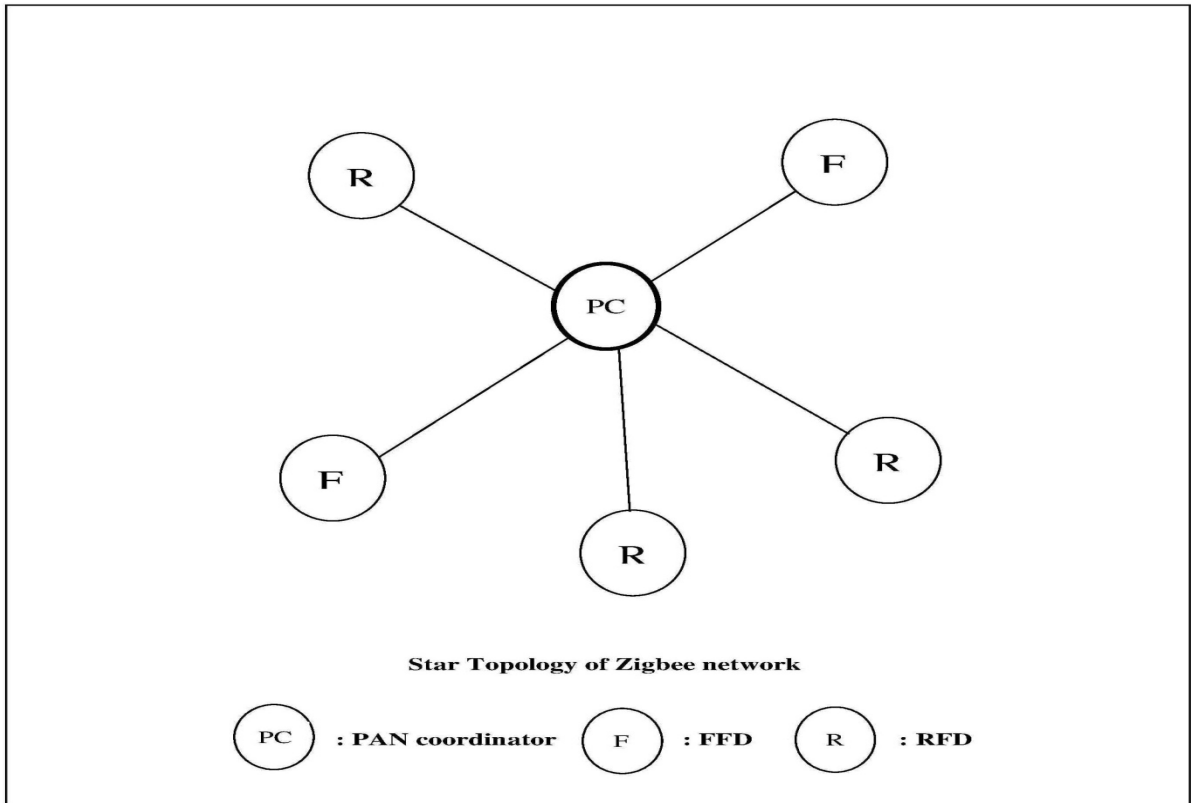 R
F
PC
F
R
R
Star Topology of Zigbee network
PC : PAN coordinator F : FFD R : RFD